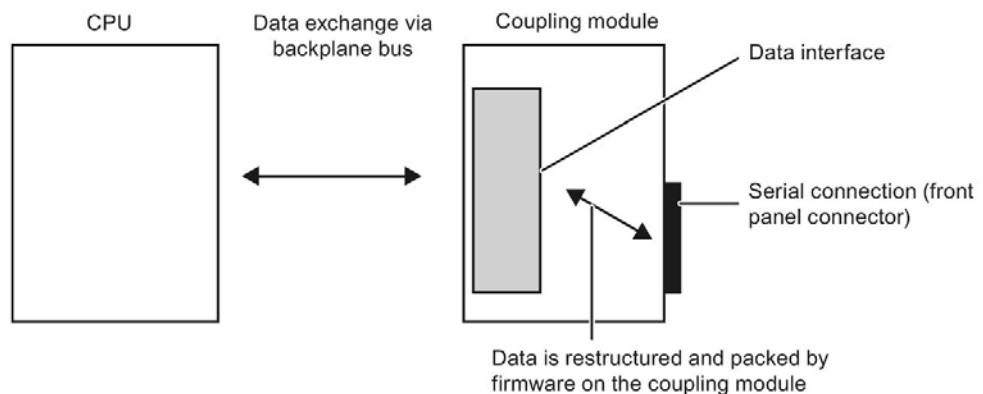 CPU
Data exchange via
backplane bus
Coupling module
Data interface
Serial connection (front
panel connector)
Data is restructured and packed by
firmware on the coupling module